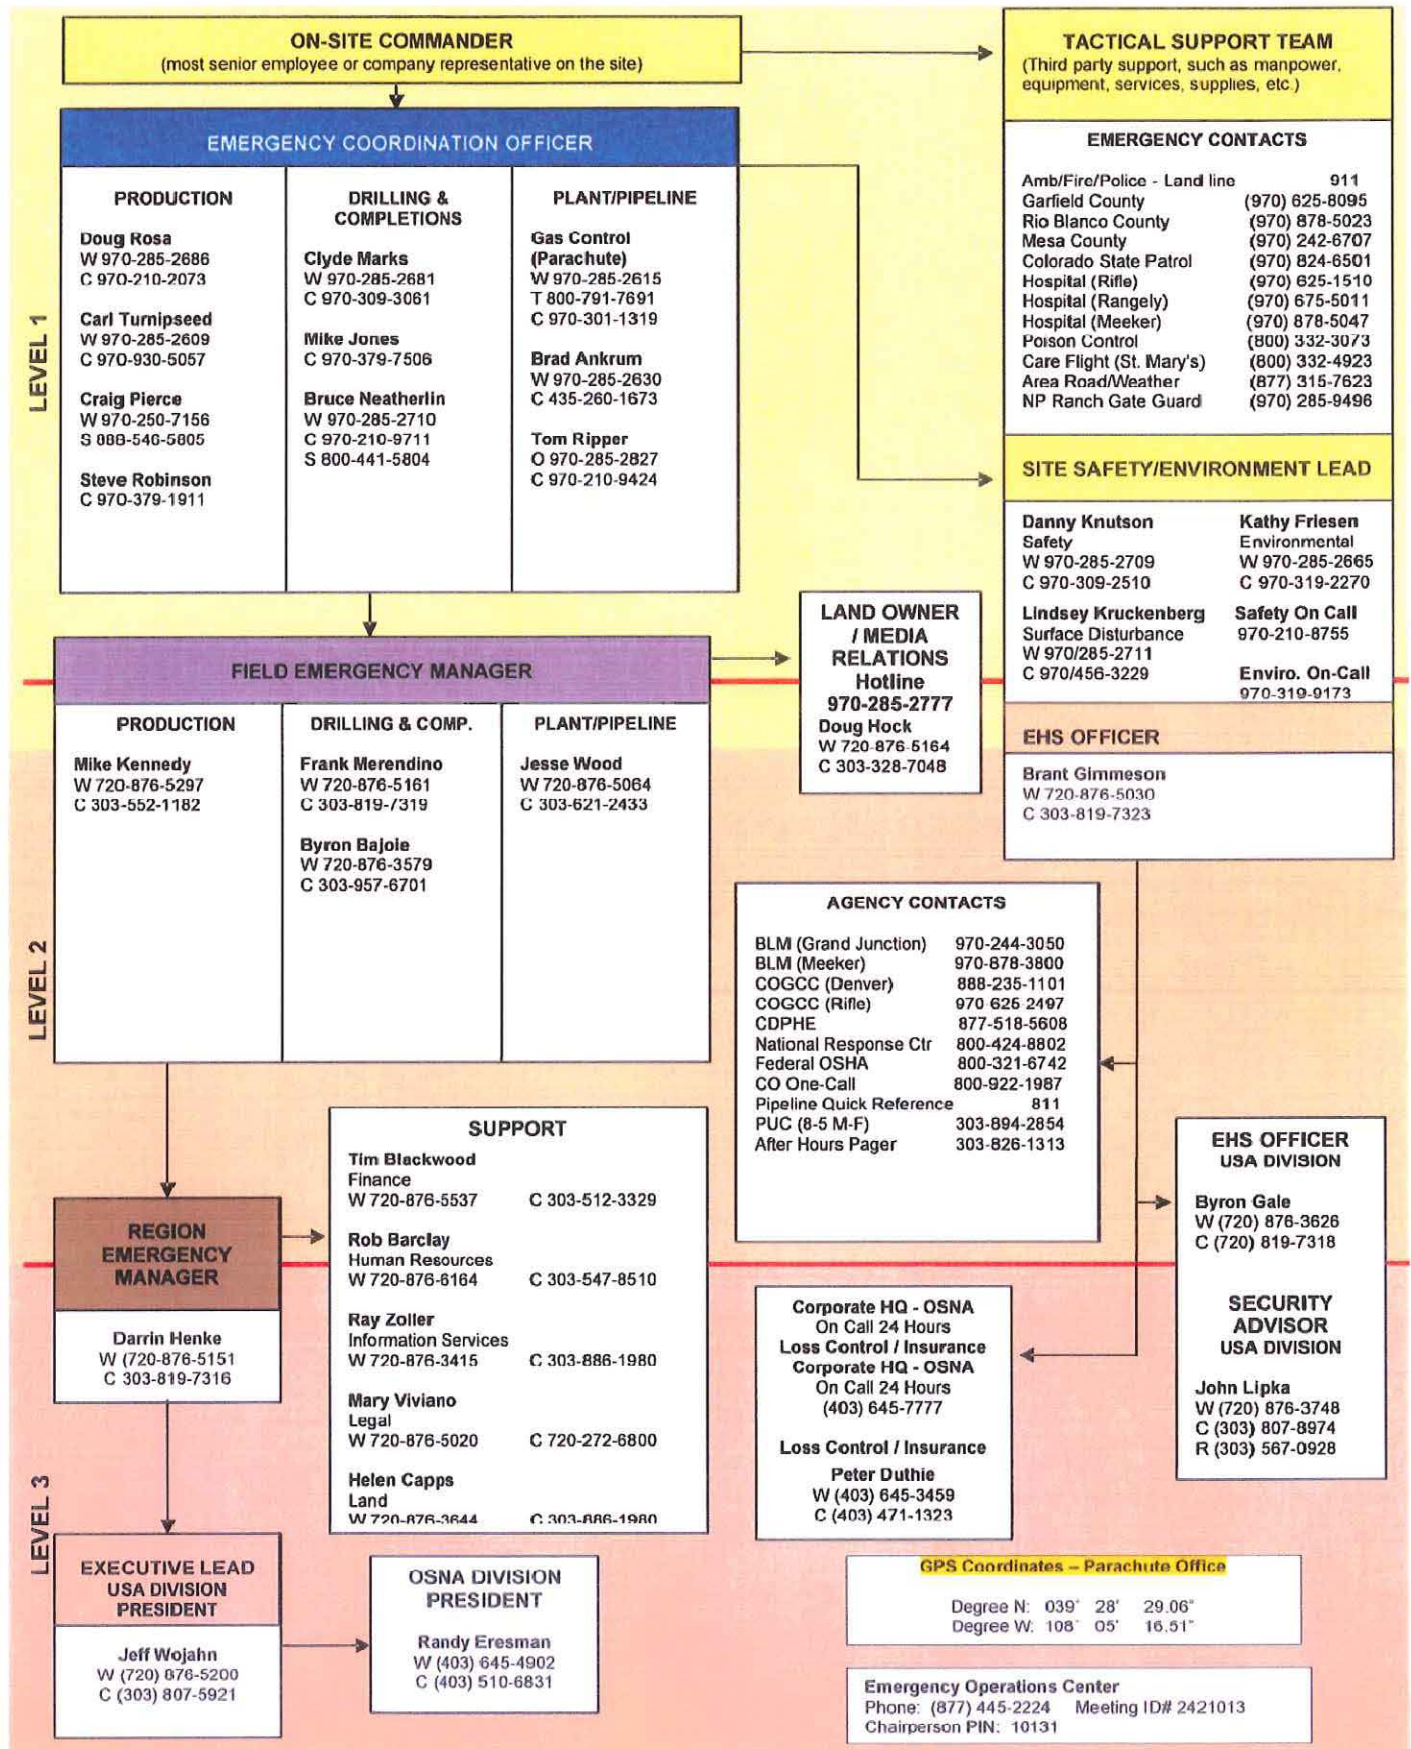 ON-SITE COMMANDER
(most senior employee or company representative on the site)
TACTICAL SUPPORT TEAM
(Third party support, such as manpower,
equipment, services, supplies, etc.)
EMERGENCY CONTACTS
Amb/Fire/Police - Land line 911
Garfield County (970) 625-8095
Rio Blanco County (970) 878-5023
Mesa County (970) 242-6707
Colorado State Patrol (970) 824-6501
Hospital (Rifle) (970) 625-1510
Hospital (Rangely) (970) 675-5011
Hospital (Meeker) (970) 878-5047
Poison Control (800) 332-3073
Care Flight (St. Mary's) (800) 332-4923
Area Road/Weather (877) 315-7623
NP Ranch Gate Guard (970) 285-9496
LEVEL 1
EMERGENCY COORDINATION OFFICER
PRODUCTION
Doug Rosa
W 970-285-2686
C 970-210-2073
Carl Turnipseed
W 970-285-2609
C 970-930-5057
Craig Pierce
W 970-250-7156
S 888-546-5805
Steve Robinson
C 970-379-1911
DRILLING &
COMPLETIONS
Clyde Marks
W 970-285-2681
C 970-309-3061
Mike Jones
C 970-379-7506
Bruce Neatherlin
W 970-285-2710
C 970-210-9711
S 800-441-5804
PLANT/PIPELINE
Gas Control
(Parachute)
W 970-285-2615
T 800-791-7691
C 970-301-1319
Brad Ankrum
W 970-285-2630
C 435-260-1673
Tom Ripper
O 970-285-2827
C 970-210-9424
SITE SAFETY/ENVIRONMENT LEAD
Danny Knutson
Safety
W 970-285-2709
C 970-309-2510
Kathy Friesen
Environmental
W 970-285-2665
C 970-319-2270
Lindsey Kruckenberg
Surface Disturbance
W 970/285-2711
C 970/456-3229
Safety On Call
970-210-8755
Enviro. On-Call
970-319-9173
LAND OWNER
/ MEDIA
RELATIONS
Hotline
970-285-2777
Doug Hock
W 720-876-5164
C 303-328-7048
EHS OFFICER
Brant Gimmeson
W 720-876-5030
C 303-819-7323
LEVEL 2
FIELD EMERGENCY MANAGER
PRODUCTION
Mike Kennedy
W 720-876-5297
C 303-552-1182
DRILLING & COMP.
Frank Merendino
W 720-876-5161
C 303-819-7319
Byron Bajoie
W 720-876-3579
C 303-957-6701
PLANT/PIPELINE
Jesse Wood
W 720-876-5064
C 303-621-2433
AGENCY CONTACTS
BLM (Grand Junction) 970-244-3050
BLM (Meeker) 970-878-3800
COGCC (Denver) 888-235-1101
COGCC (Rifle) 970-625-2497
CDPHE 877-518-5608
National Response Ctr 800-424-8802
Federal OSHA 800-321-6742
CO One-Call 800-922-1987
Pipeline Quick Reference 811
PUC (8-5 M-F) 303-894-2854
After Hours Pager 303-826-1313
REGION
EMERGENCY
MANAGER
Darrin Henke
W (720-876-5151
C 303-819-7316
SUPPORT
Tim Blackwood
Finance
W 720-876-5537 C 303-512-3329
Rob Barclay
Human Resources
W 720-876-6164 C 303-547-8510
Ray Zoller
Information Services
W 720-876-3415 C 303-886-1980
Mary Viviano
Legal
W 720-876-5020 C 720-272-6800
Helen Capps
Land
W 720-876-3644 C 303-886-1980
EHS OFFICER
USA DIVISION
Byron Gale
W (720) 876-3626
C (720) 819-7318
SECURITY
ADVISOR
USA DIVISION
John Lipka
W (720) 876-3748
C (303) 807-8974
R (303) 567-0928
Corporate HQ - OSNA
On Call 24 Hours
Loss Control / Insurance
Corporate HQ - OSNA
On Call 24 Hours
(403) 645-7777
Loss Control / Insurance
Peter Duthie
W (403) 645-3459
C (403) 471-1323
LEVEL 3
EXECUTIVE LEAD
USA DIVISION
PRESIDENT
Jeff Wojahn
W (720) 876-5200
C (303) 807-5921
OSNA DIVISION
PRESIDENT
Randy Eresman
W (403) 645-4902
C (403) 510-6831
GPS Coordinates – Parachute Office
Degree N: 039° 28' 29.06"
Degree W: 108° 05' 16.51"
Emergency Operations Center
Phone: (877) 445-2224 Meeting ID# 2421013
Chairperson PIN: 10131